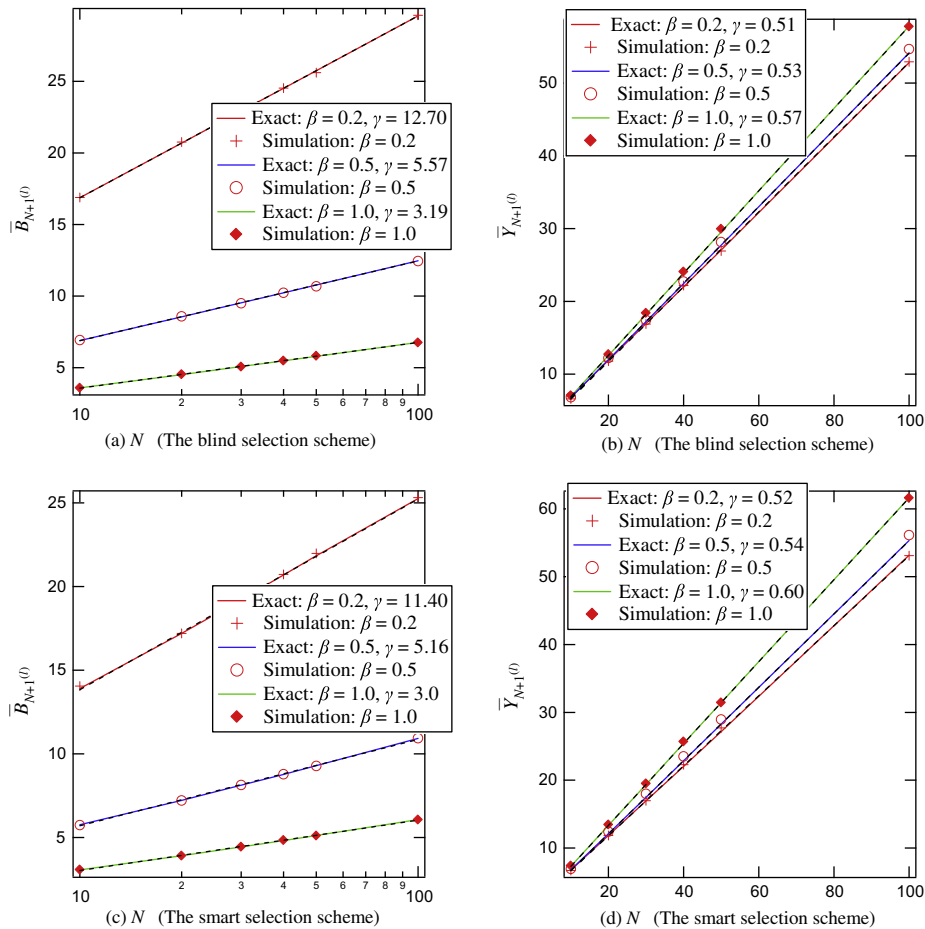 25
20
15
10
5
B̅_{N+1}^{(l)}
Exact: β = 0.2, γ = 12.70
Simulation: β = 0.2
Exact: β = 0.5, γ = 5.57
Simulation: β = 0.5
Exact: β = 1.0, γ = 3.19
Simulation: β = 1.0
10 2 3 4 5 6 7 8 9 100
(a) N (The blind selection scheme)
50
40
30
20
10
Y̅_{N+1}^{(l)}
Exact: β = 0.2, γ = 0.51
Simulation: β = 0.2
Exact: β = 0.5, γ = 0.53
Simulation: β = 0.5
Exact: β = 1.0, γ = 0.57
Simulation: β = 1.0
20 40 60 80 100
(b) N (The blind selection scheme)
25
20
15
10
5
B̅_{N+1}^{(l)}
Exact: β = 0.2, γ = 11.40
Simulation: β = 0.2
Exact: β = 0.5, γ = 5.16
Simulation: β = 0.5
Exact: β = 1.0, γ = 3.0
Simulation: β = 1.0
10 2 3 4 5 6 7 8 9 100
(c) N (The smart selection scheme)
60
50
40
30
20
10
Y̅_{N+1}^{(l)}
Exact: β = 0.2, γ = 0.52
Simulation: β = 0.2
Exact: β = 0.5, γ = 0.54
Simulation: β = 0.5
Exact: β = 1.0, γ = 0.60
Simulation: β = 1.0
20 40 60 80 100
(d) N (The smart selection scheme)